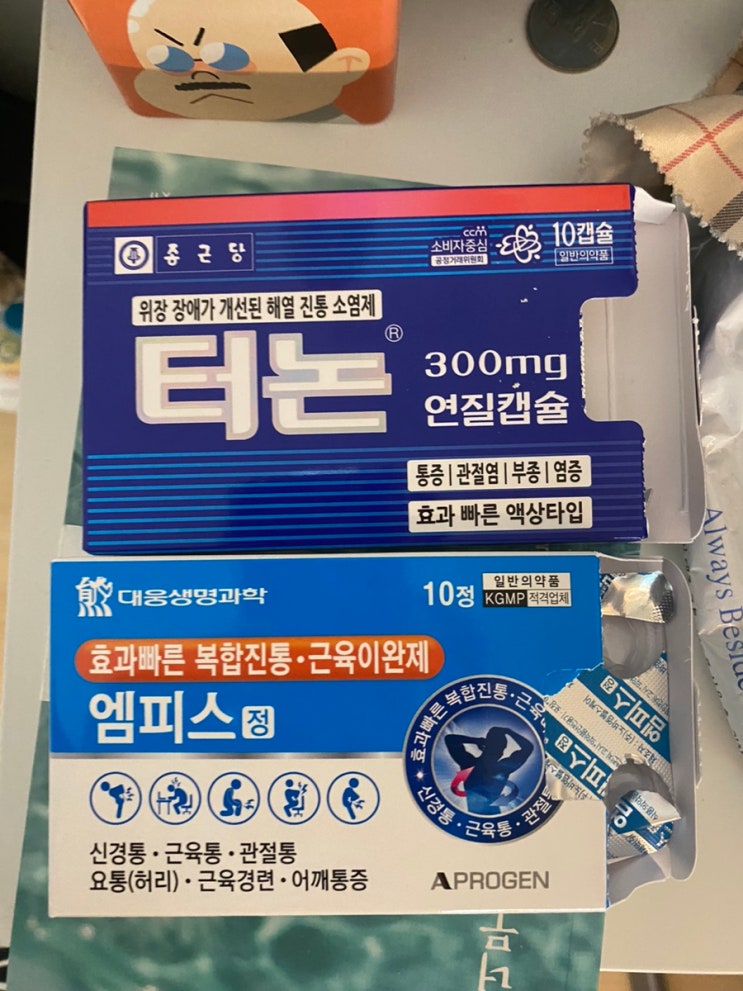 종근당
ccm
소비자중심
공정거래위원회
10캡슐
일반의약품
위장 장애가 개선된 해열 진통 소염제
터논®
300mg
연질캡슐
통증 | 관절염 | 부종 | 염증
효과 빠른 액상타입
Always Beside
대웅생명과학
10정
일반의약품
KGMP 적격업체
효과빠른 복합진통·근육이완제
엠피스 정
효과빠른 복합진통·근육
신경통·근육통·관절통
엠피스 정
신경통·근육통·관절통
요통(허리)·근육경련·어깨통증
APROGEN